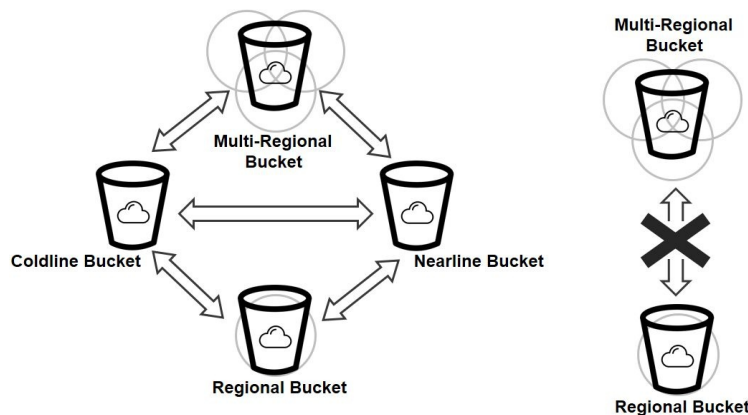 Multi-Regional
Bucket
Coldline Bucket
Nearline Bucket
Regional Bucket
Multi-Regional
Bucket
Regional Bucket